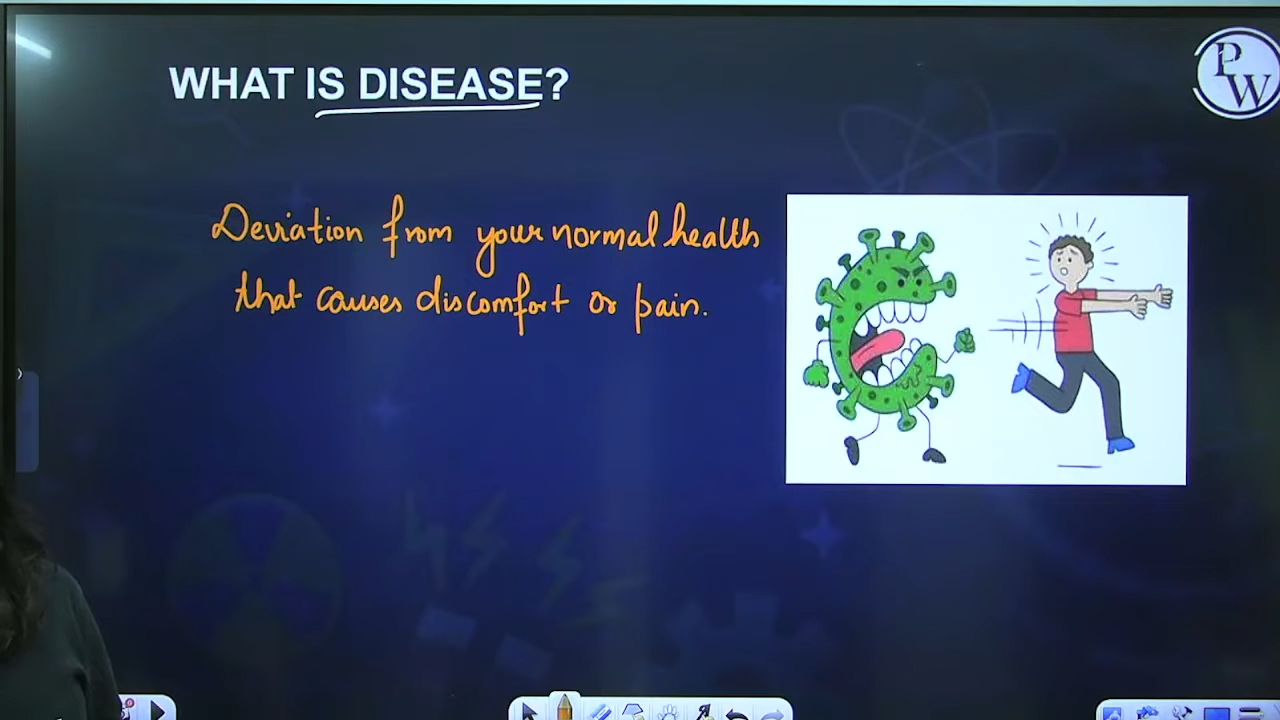 WHAT IS DISEASE?
PW
Deviation from your normal health
that causes discomfort or pain.